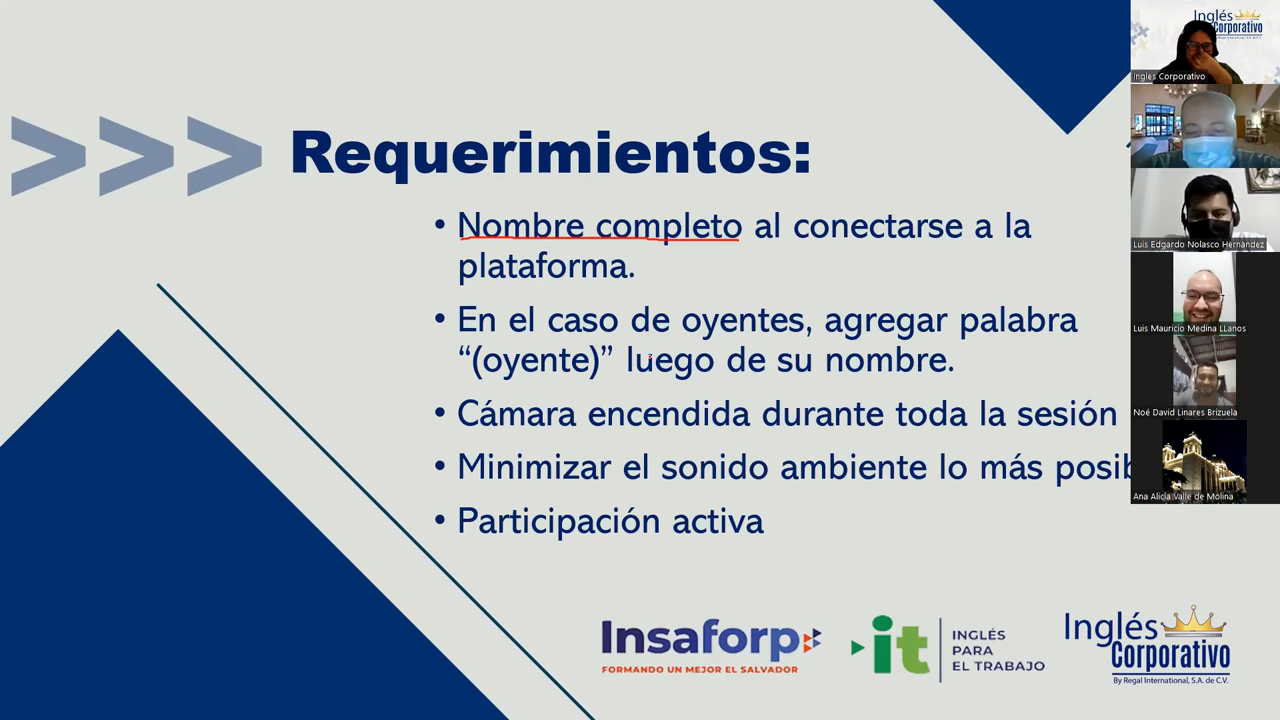 >>> Requerimientos:
• Nombre completo al conectarse a la
plataforma.
• En el caso de oyentes, agregar palabra
“(oyente)” luego de su nombre.
• Cámara encendida durante toda la sesión
• Minimizar el sonido ambiente lo más posib
• Participación activa
Insaforp
FORMANDO UN MEJOR EL SALVADOR
it
INGLÉS
PARA
EL TRABAJO
Inglés
Corporativo
By Regal International, S.A. de C.V.
Inglés
Corporativo
Ingles Corporativo
Luis Edgardo Nolasco Hernandez
Luis Mauricio Medina LLanos
Noé David Linares Brizuela
Ana Alicia Valle de Molina